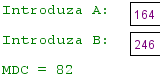 Introduza A: 164
Introduza B: 246
MDC = 82